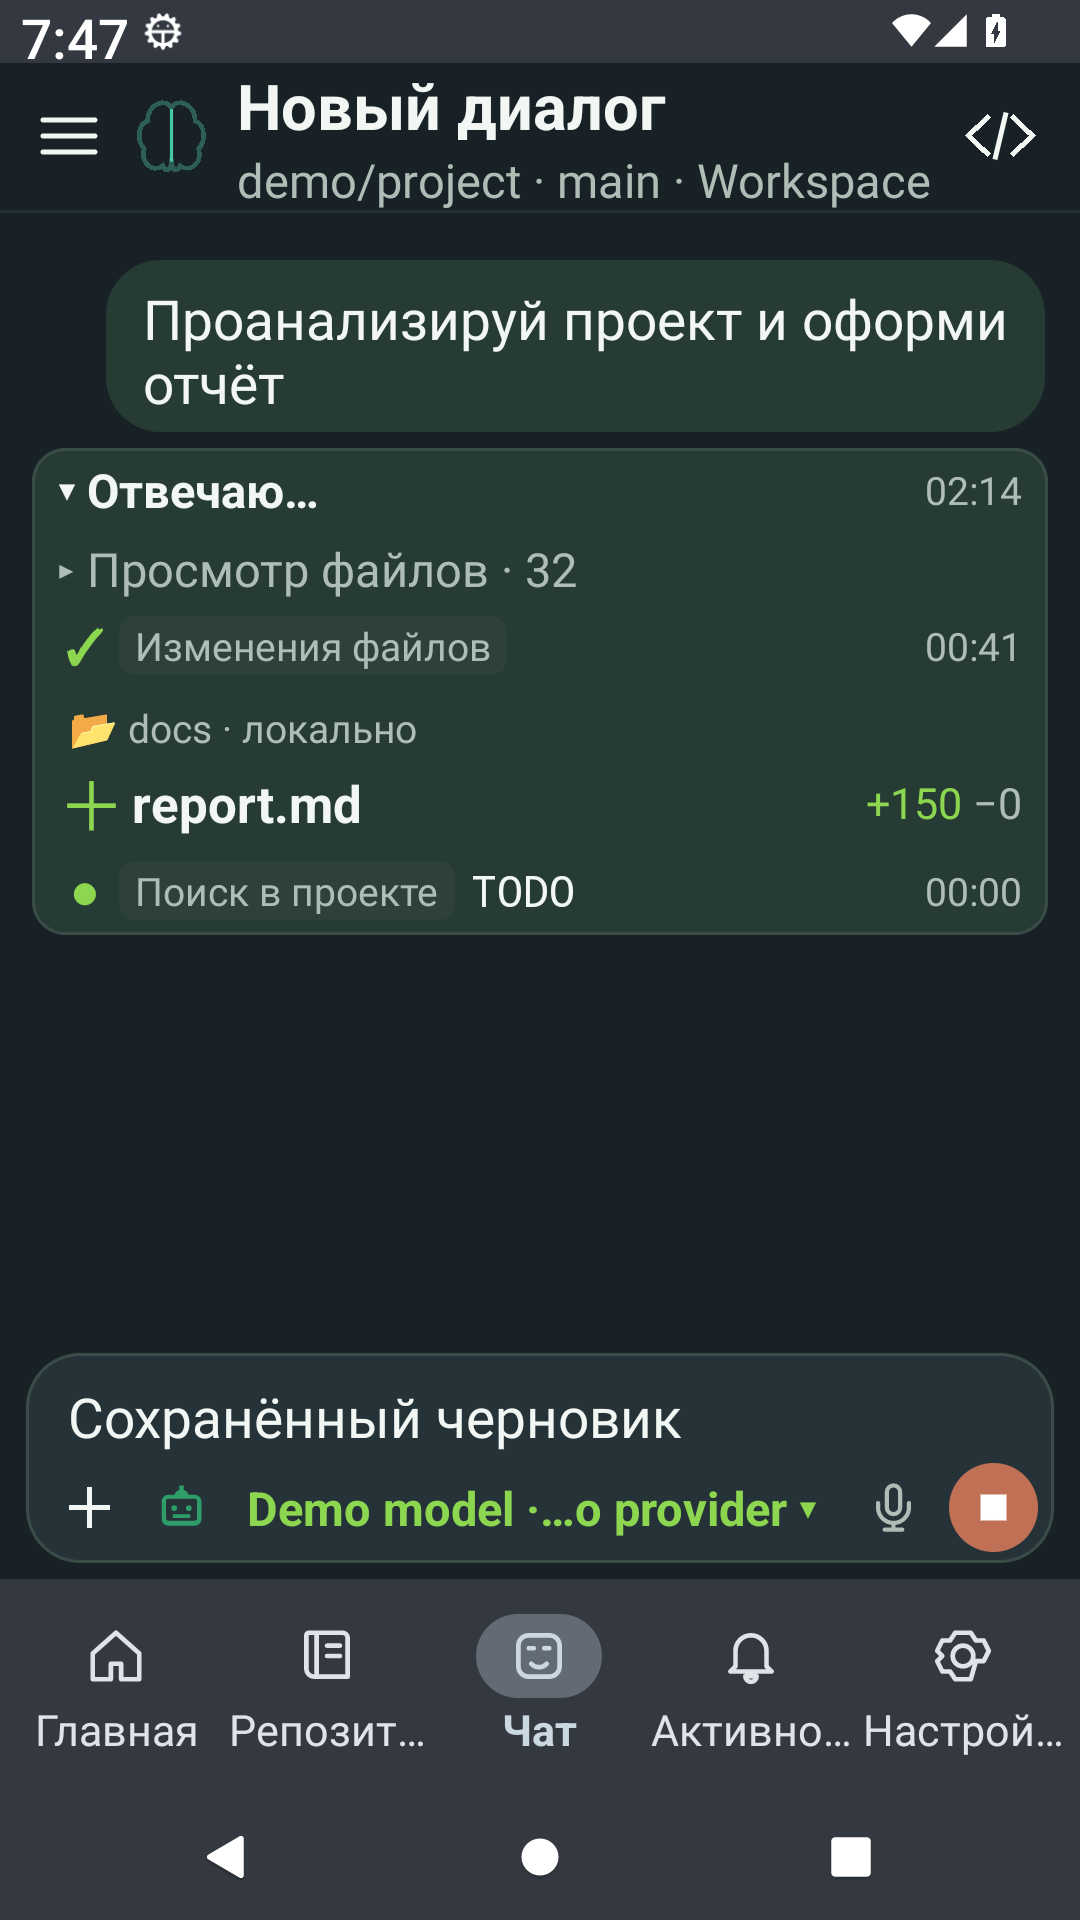 7:47
Новый диалог
demo/project · main · Workspace
Проанализируй проект и оформи
отчёт
▾ Отвечаю... 02:14
▸ Просмотр файлов · 32
✓ Изменения файлов 00:41
docs · локально
+ report.md +150 −0
● Поиск в проекте TODO 00:00
Сохранённый черновик
Demo model ·...o provider ▾
Главная Репозит... Чат Активно... Настрой...